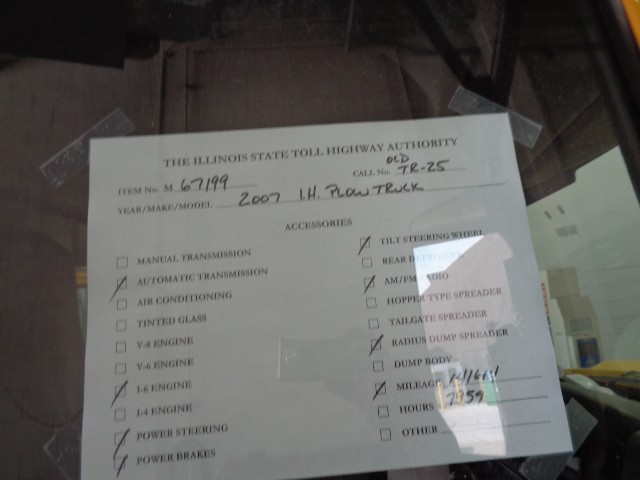 THE ILLINOIS STATE TOLL HIGHWAY AUTHORITY
ITEM No. M 67199 CALL No. OLD TR-25
YEAR/MAKE/MODEL 2007 I.H. PLOW TRUCK
ACCESSORIES
MANUAL TRANSMISSION
AUTOMATIC TRANSMISSION
AIR CONDITIONING
TINTED GLASS
V-8 ENGINE
V-6 ENGINE
I-6 ENGINE
I-4 ENGINE
POWER STEERING
POWER BRAKES
TILT STEERING WHEEL
REAR
AM/FM RADIO
HOPPER TYPE SPREADER
TAILGATE SPREADER
RADIUS DUMP SPREADER
DUMP BODY
MILEAGE
HOURS 7959
OTHER